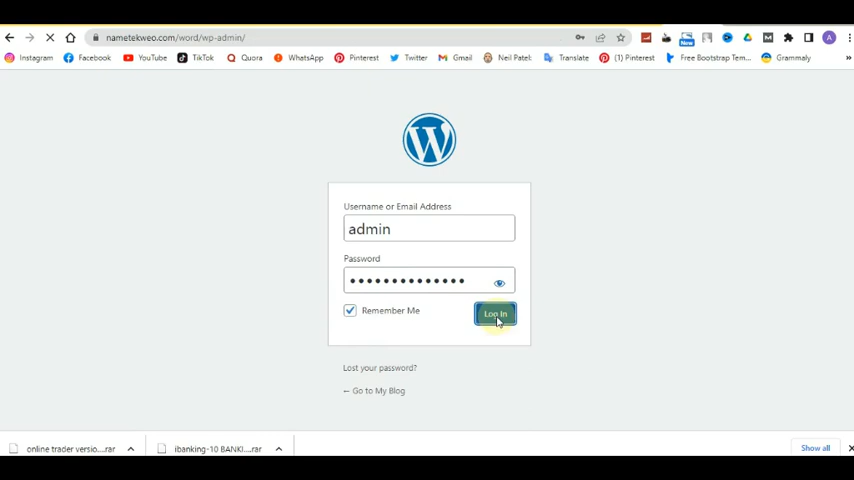 nametekweo.com/word/wp-admin/
New
A
Instagram Facebook YouTube TikTok Quora WhatsApp Pinterest Twitter Gmail Neil Patel: Translate (1) Pinterest Free Bootstrap Tem... Grammaly
W
Username or Email Address
admin
Password
Remember Me
Log In
Lost your password?
← Go to My Blog
online trader versio....rar ibanking-10 BANKI....rar Show all